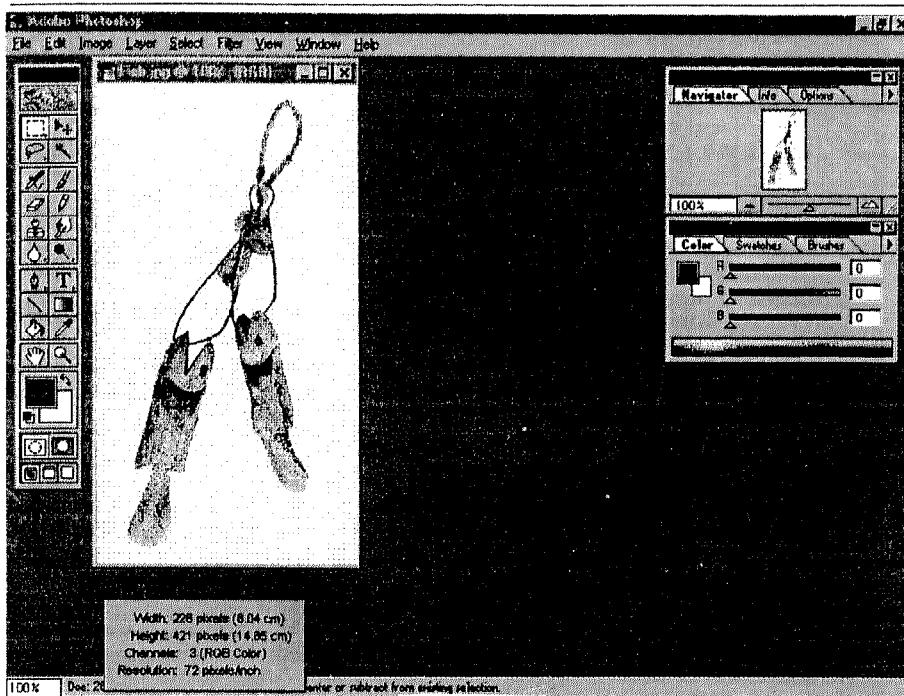 Adobe Photoshop
File Edit Image Layer Select Filter View Window Help
Navigator Info Options
100%
Color Swatches Brushes
R 0
G 0
B 0
Width: 228 pixels (8.04 cm)
Height: 421 pixels (14.85 cm)
Channels: 3 (RGB Color)
Resolution: 72 pixels/inch
100% Doc: 28 enter or subtract from existing selection.